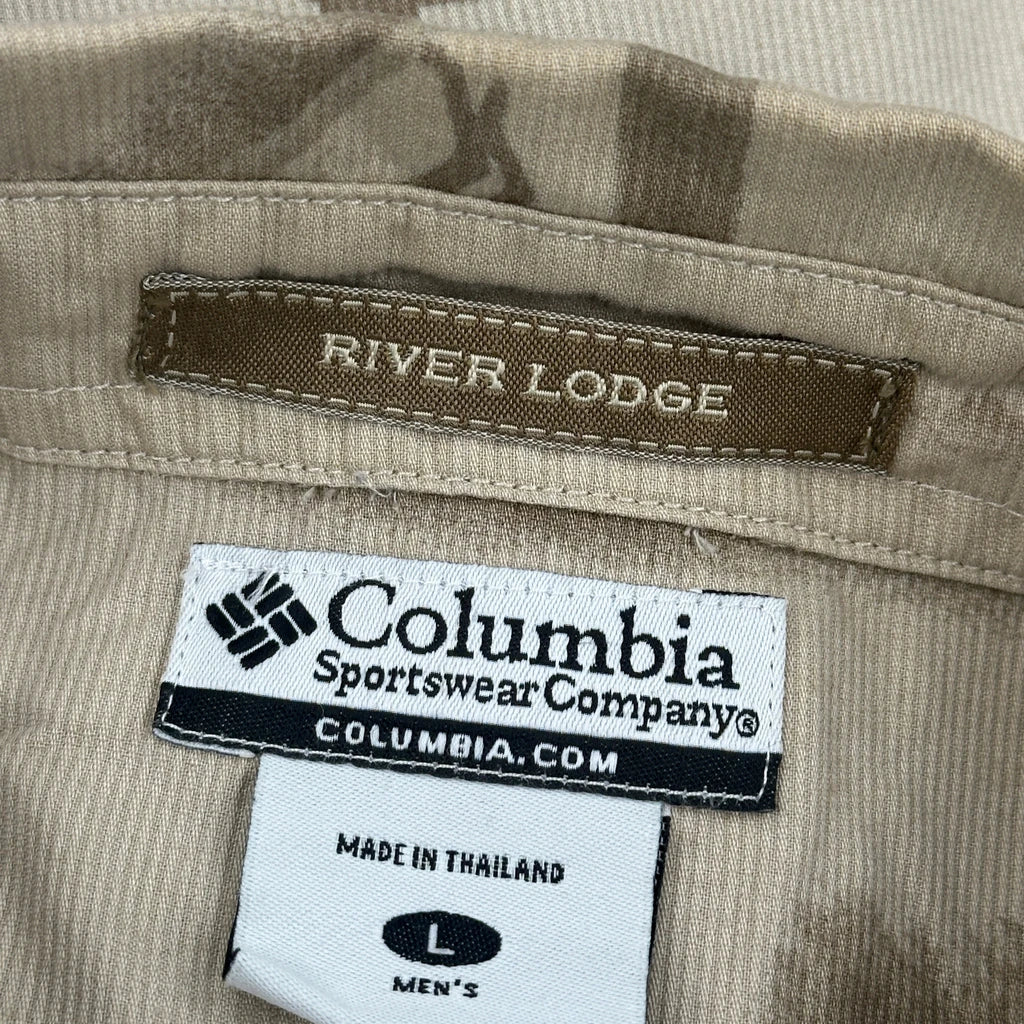 RIVER LODGE
Columbia
Sportswear Company®
COLUMBIA.COM
MADE IN THAILAND
L
MEN'S